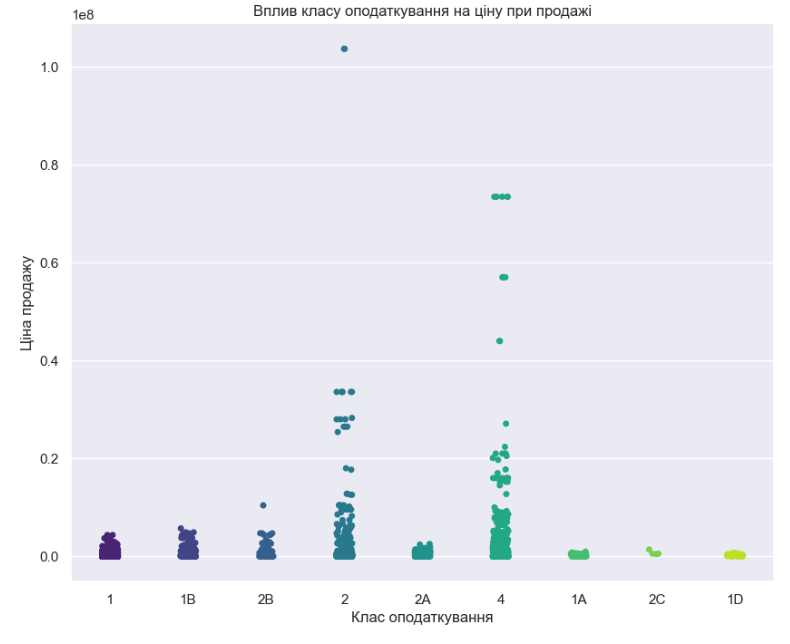 Вплив класу оподаткування на ціну при продажі
1e8
1.0
0.8
0.6
0.4
0.2
0.0
Ціна продажу
1 1B 2B 2 2A 4 1A 2C 1D
Клас оподаткування